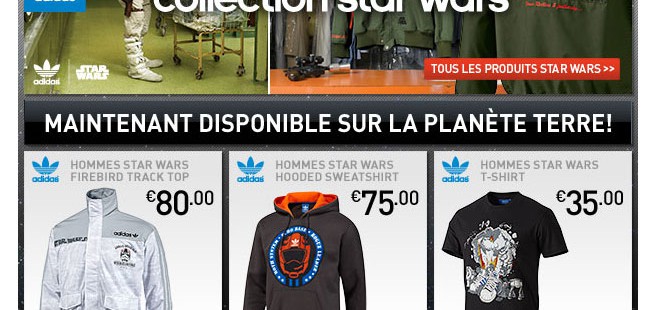 collection star wars
adidas
STAR WARS
TOUS LES PRODUITS STAR WARS >>
MAINTENANT DISPONIBLE SUR LA PLANÈTE TERRE!
adidas
HOMMES STAR WARS
FIREBIRD TRACK TOP
€80.00
adidas
HOMMES STAR WARS
HOODED SWEATSHIRT
€75.00
adidas
HOMMES STAR WARS
T-SHIRT
€35.00
adidas